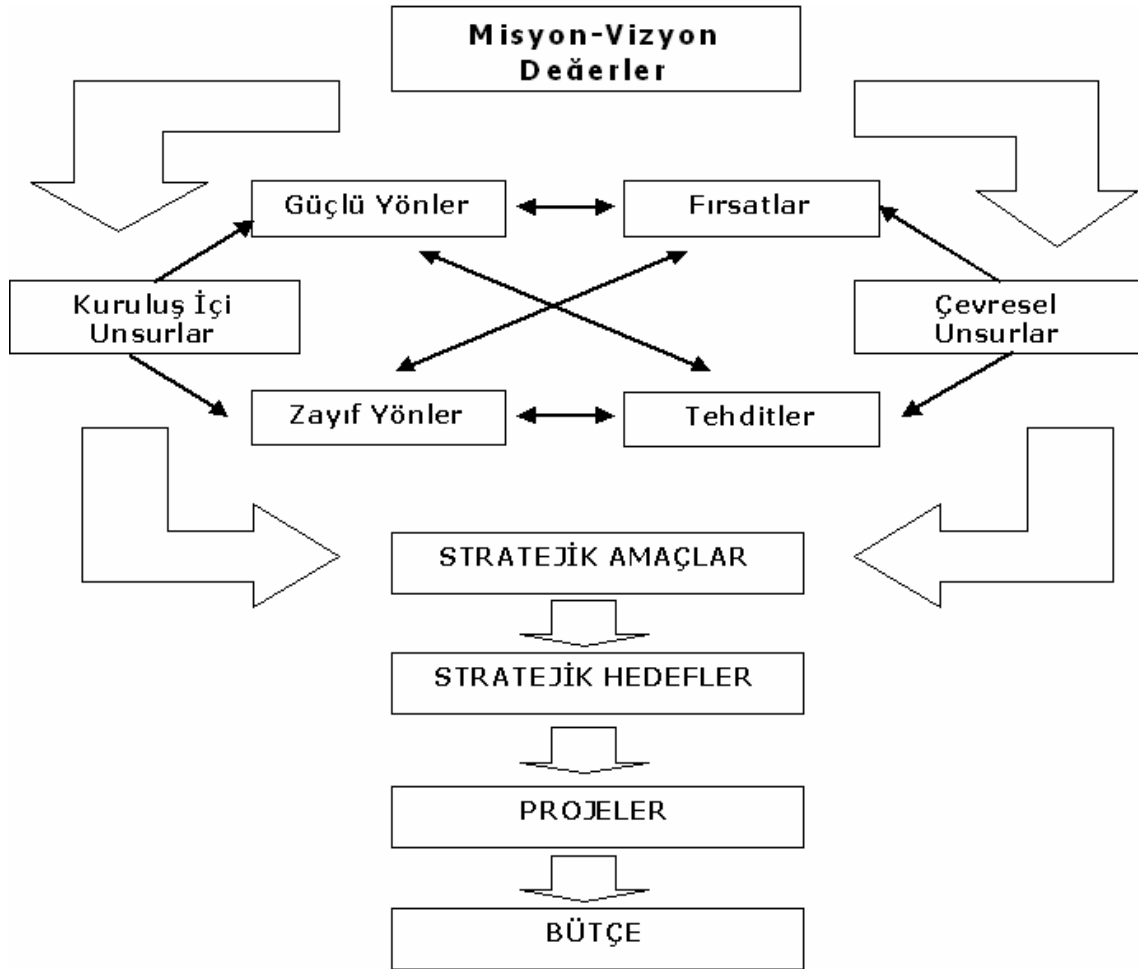 Misyon-Vizyon
Değerler
Güçlü Yönler
Fırsatlar
Kuruluş İçi
Unsurlar
Çevresel
Unsurlar
Zayıf Yönler
Tehditler
STRATEJİK AMAÇLAR
STRATEJİK HEDEFLER
PROJELER
BÜTÇE